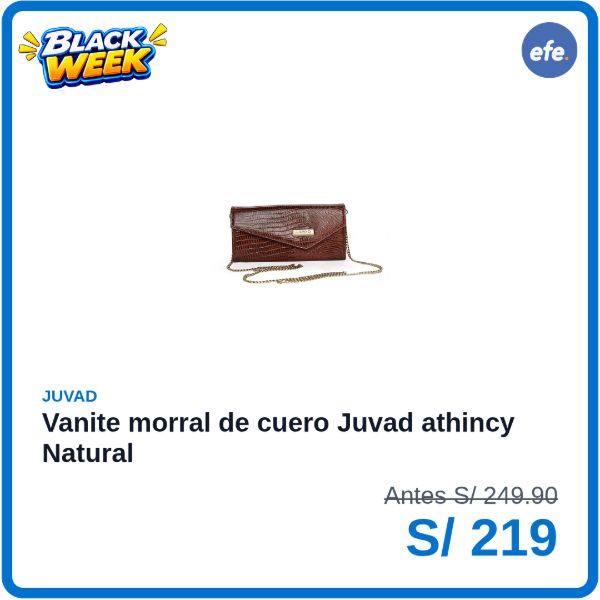 BLACK
WEEK
efe.
JUVAD
Vanite morral de cuero Juvad athincy
Natural
Antes S/ 249.90
S/ 219